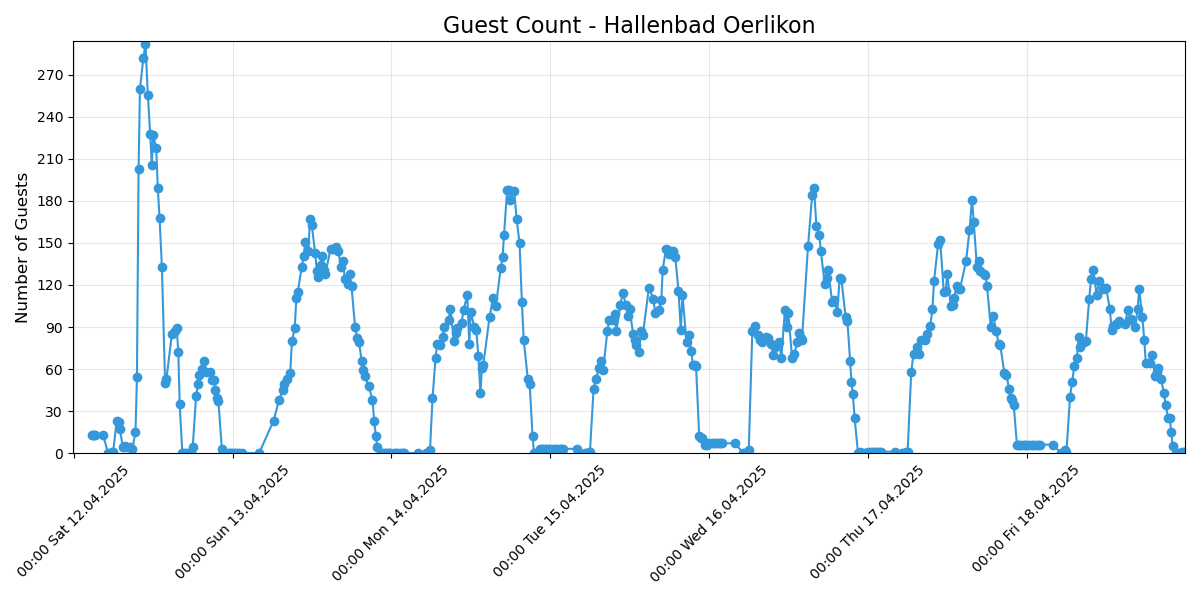 Guest Count - Hallenbad Oerlikon
Number of Guests
270
240
210
180
150
120
90
60
30
0
00:00 Sat 12.04.2025
00:00 Sun 13.04.2025
00:00 Mon 14.04.2025
00:00 Tue 15.04.2025
00:00 Wed 16.04.2025
00:00 Thu 17.04.2025
00:00 Fri 18.04.2025